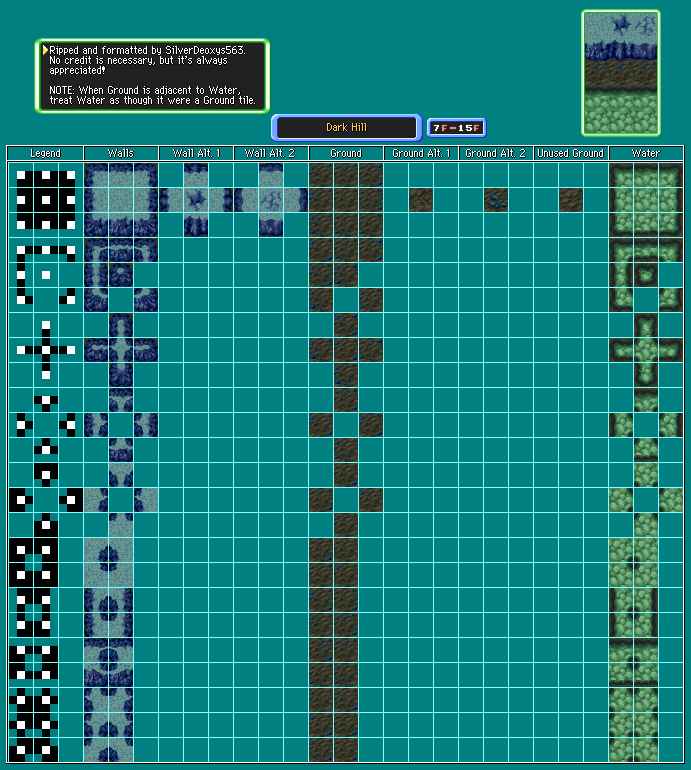 Ripped and formatted by SilverDeoxys563.
No credit is necessary, but it's always
appreciated!
NOTE: When Ground is adjacent to Water,
treat Water as though it were a Ground tile.
Dark Hill
7F-15F
Legend Walls Wall Alt. 1 Wall Alt. 2 Ground Ground Alt. 1 Ground Alt. 2 Unused Ground Water